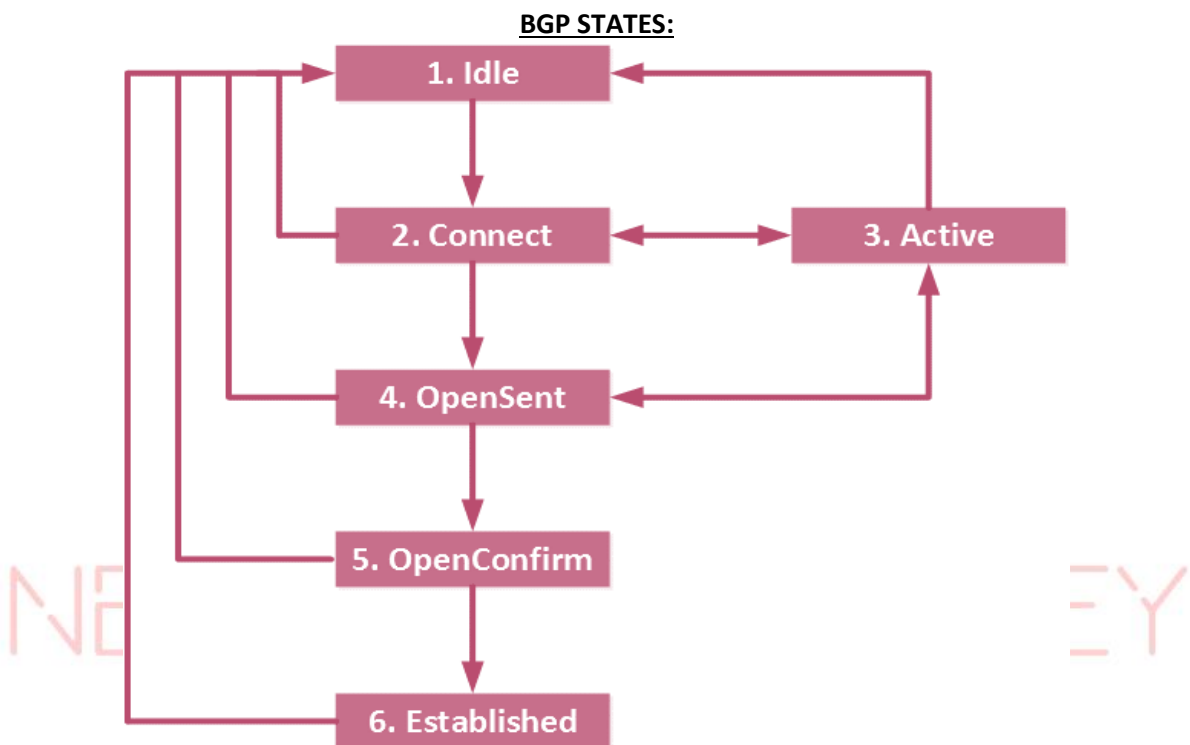 BGP STATES:
1. Idle
2. Connect
3. Active
4. OpenSent
5. OpenConfirm
6. Established